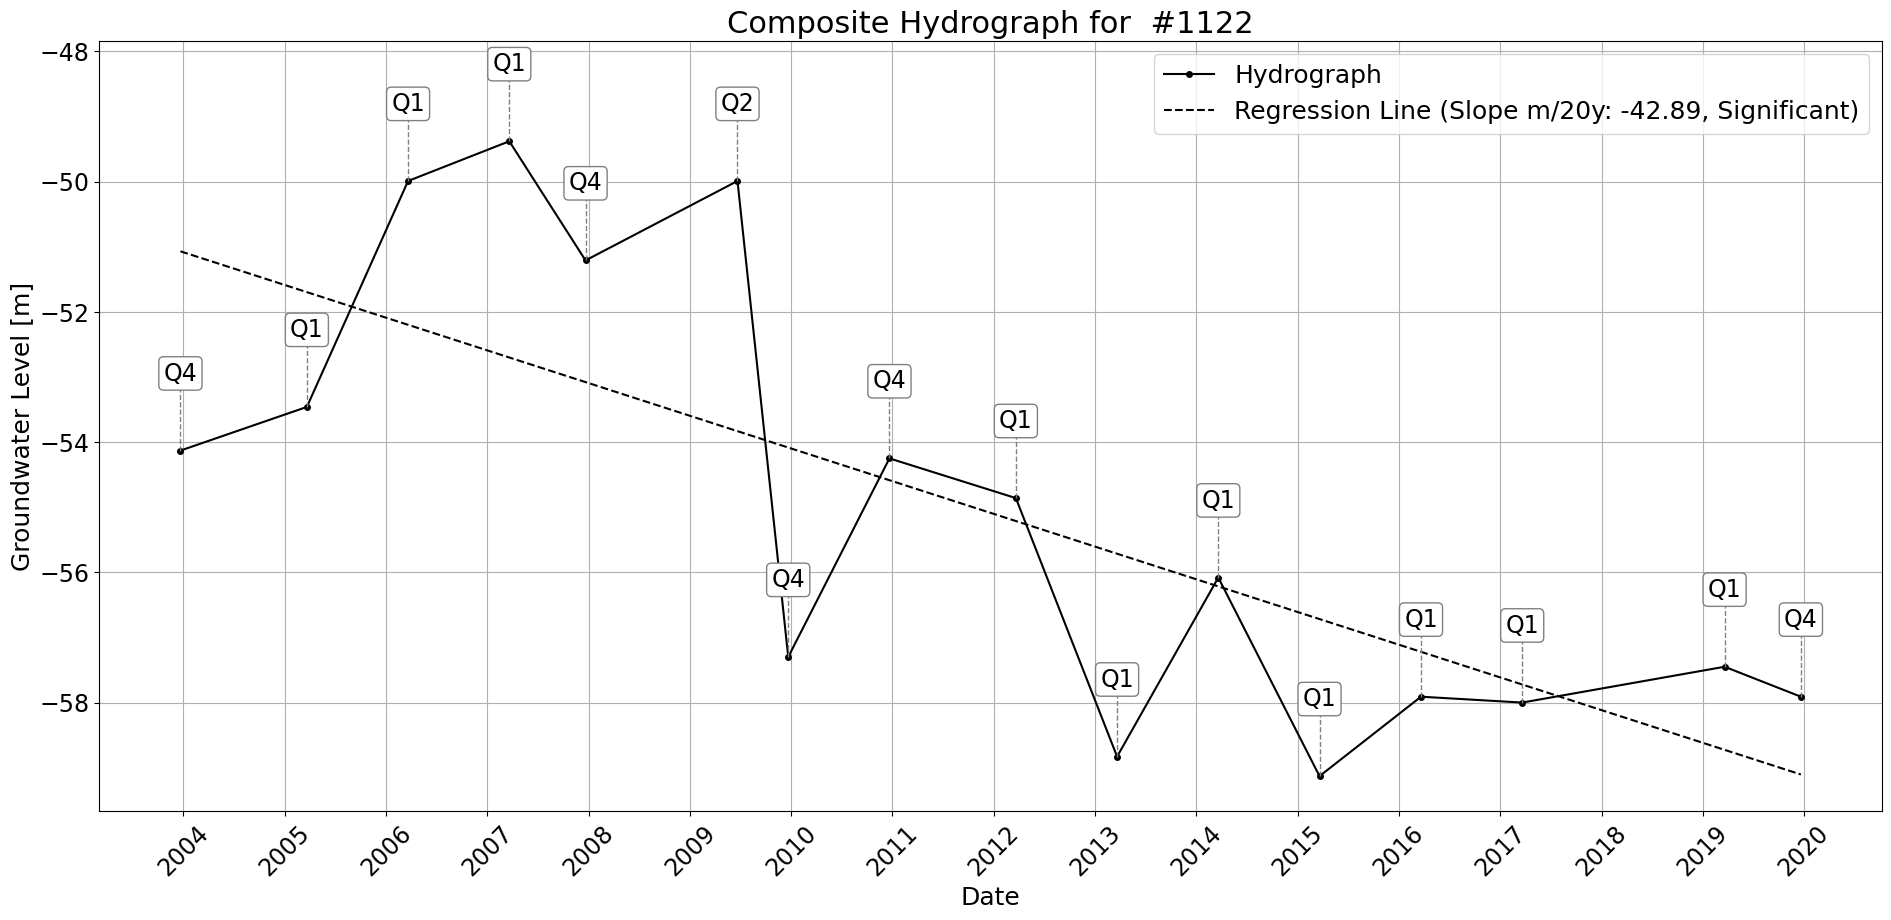 Composite Hydrograph for  #1122
Hydrograph
Regression Line (Slope m/20y: -42.89, Significant)
Groundwater Level [m]
−48
−50
−52
−54
−56
−58
Q4
Q1
Q1
Q1
Q4
Q2
Q4
Q4
Q1
Q1
Q1
Q1
Q1
Q1
Q1
Q4
2004
2005
2006
2007
2008
2009
2010
2011
2012
2013
2014
2015
2016
2017
2018
2019
2020
Date